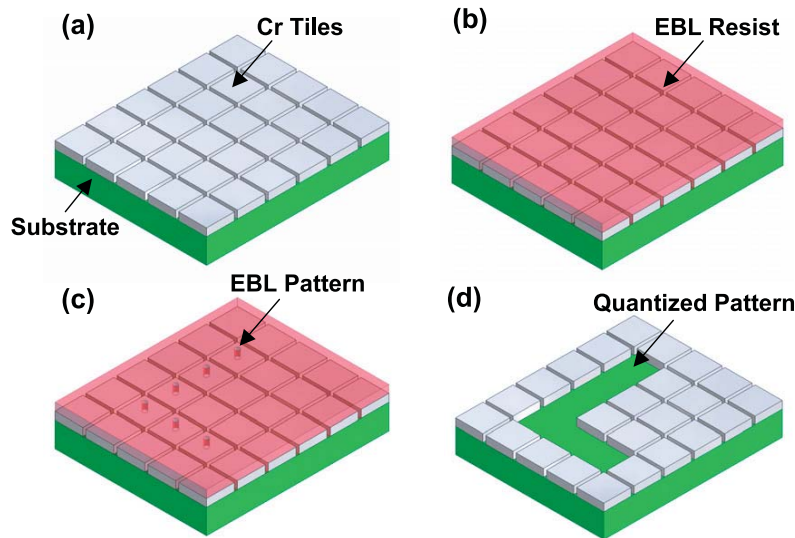 (a)
Cr Tiles
Substrate
(b)
EBL Resist
(c)
EBL Pattern
(d)
Quantized Pattern